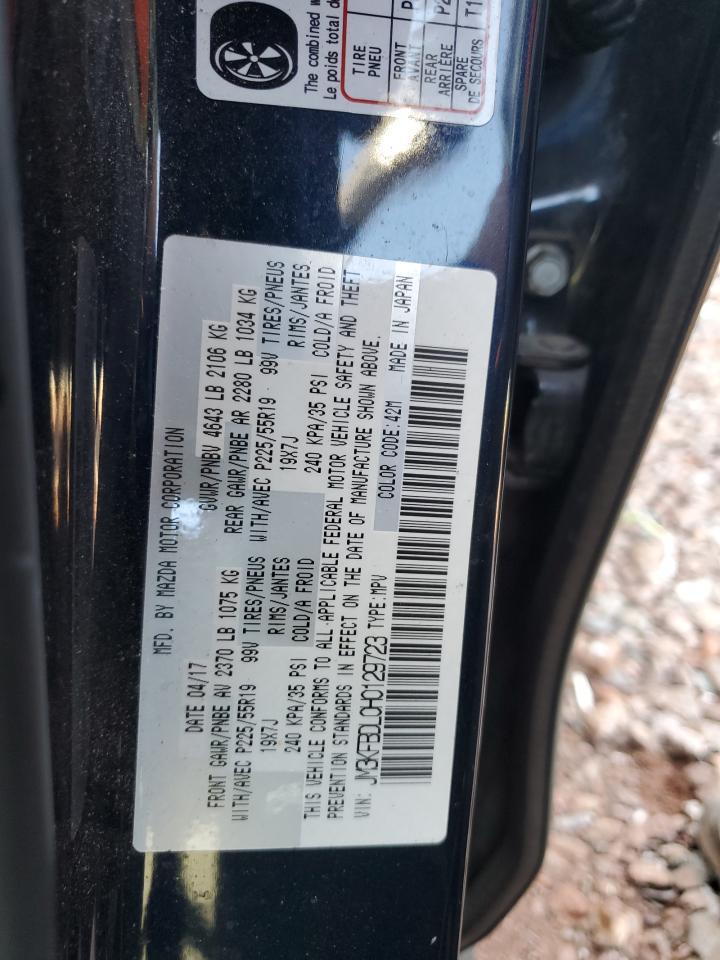 The combined w
Le poids total de
TIRE
PNEU
FRONT
AVANT
P
REAR
ARRIÈRE
P2
SPARE
DE SECOURS
T1
MFD. BY MAZDA MOTOR CORPORATION
DATE 04/17 GVWR/PNBV 4643 LB 2106 KG
FRONT GAWR/PNBE AV 2370 LB 1075 KG REAR GAWR/PNBE AR 2280 LB 1034 KG
WITH/AVEC P225/55R19 99V TIRES/PNEUS WITH/AVEC P225/55R19 99V TIRES/PNEUS
19X7J RIMS/JANTES 19X7J RIMS/JANTES
240 KPA/35 PSI COLD/A FROID 240 KPA/35 PSI COLD/A FROID
THIS VEHICLE CONFORMS TO ALL APPLICABLE FEDERAL MOTOR VEHICLE SAFETY AND THEFT
PREVENTION STANDARDS IN EFFECT ON THE DATE OF MANUFACTURE SHOWN ABOVE.
VIN: JM3KFBDL0H0129723 TYPE:MPV COLOR CODE:42M MADE IN JAPAN